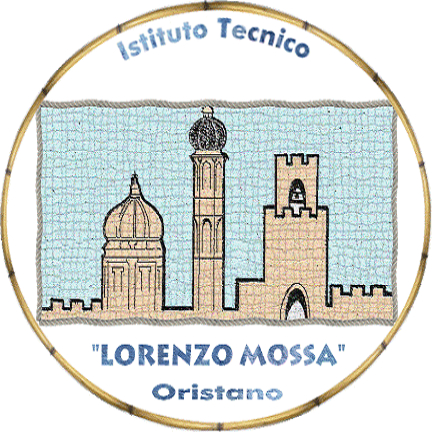 Istituto Tecnico
"LORENZO MOSSA"
Oristano